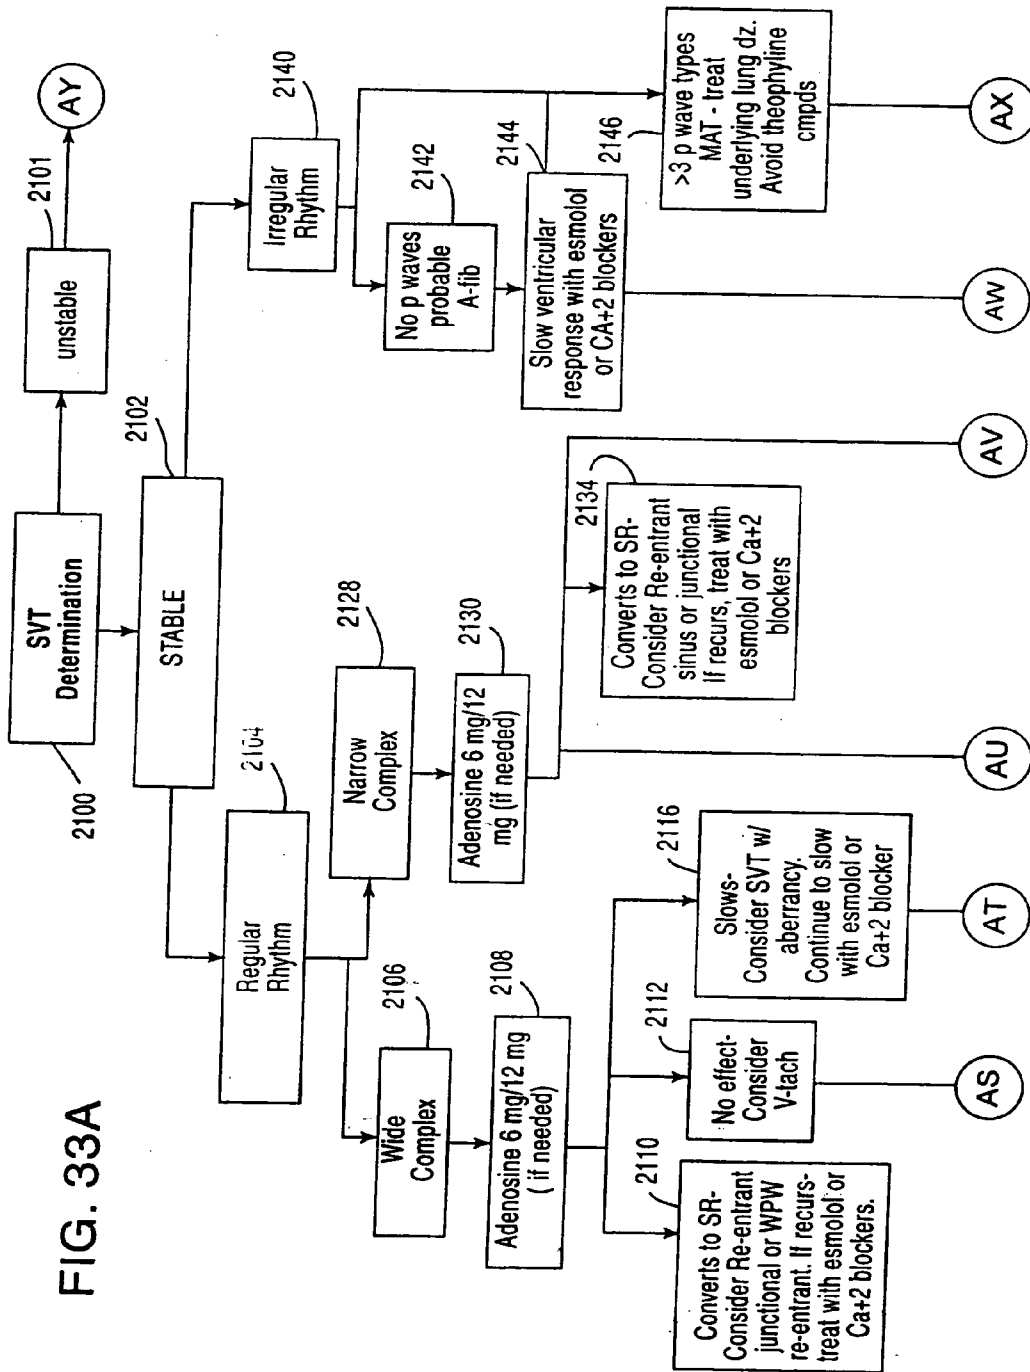 FIG. 33A
SVT
Determination
2100
unstable
2101
AY
STABLE
2102
Regular
Rhythm
2104
Wide
Complex
2106
Adenosine 6 mg/12 mg
( if needed)
2108
Converts to SR-
Consider Re-entrant
junctional or WPW
re-entrant. If recurs-
treat with esmolol or
Ca+2 blockers.
2110
No effect-
Consider
V-tach
2112
Slows-
Consider SVT w/
aberrancy.
Continue to slow
with esmolol or
Ca+2 blocker
2116
Narrow
Complex
2128
Adenosine 6 mg/12
mg (if needed)
2130
Converts to SR-
Consider Re-entrant
sinus or junctional
If recurs, treat with
esmolol or Ca+2
blockers
2134
Irregular
Rhythm
2140
No p waves
probable
A-fib
2142
Slow ventricular
response with esmolol
or CA+2 blockers
2144
>3 p wave types
MAT - treat
underlying lung dz.
Avoid theophyline
cmpds
2146
AS
AT
AU
AV
AW
AX